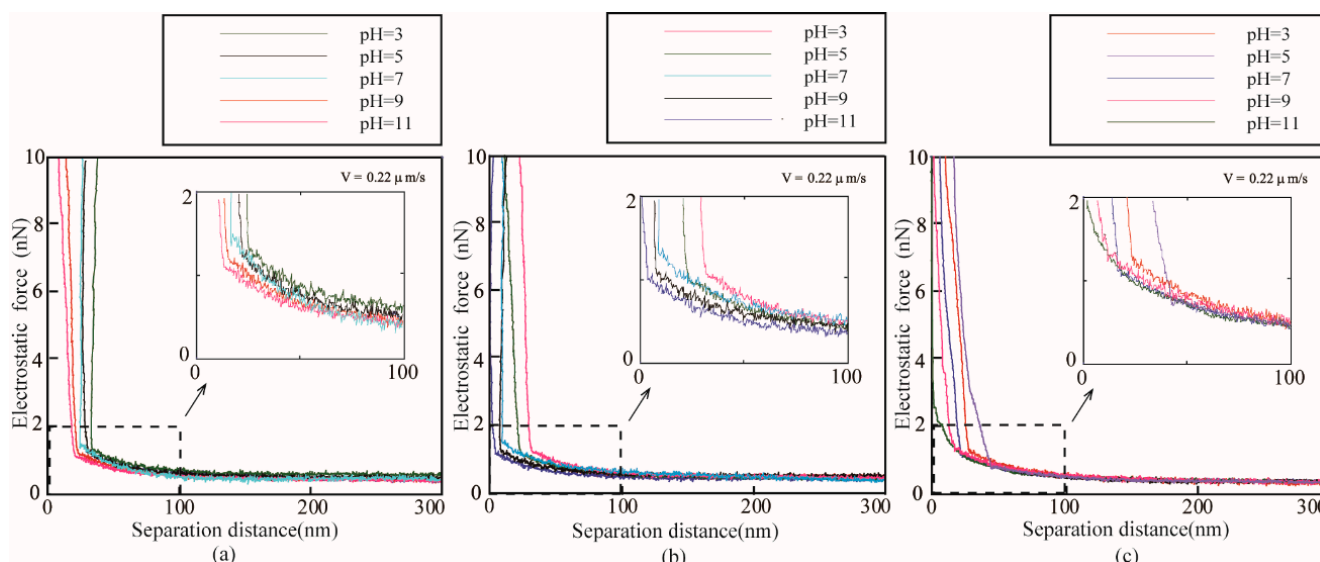 pH=3
pH=5
pH=7
pH=9
pH=11
10
8
6
4
2
0
Electrostatic force (nN)
V = 0.22 μ m/s
2
0
0
100
0
100
200
300
Separation distance(nm)
(a)
pH=3
pH=5
pH=7
pH=9
pH=11
10
8
6
4
2
0
Electrostatic force (nN)
V = 0.22 μ m/s
2
0
0
100
0
100
200
300
Separation distance(nm)
(b)
pH=3
pH=5
pH=7
pH=9
pH=11
10
8
6
4
2
0
Electrostatic force (nN)
V = 0.22 μ m/s
2
0
0
100
0
100
200
300
Separation distance(nm)
(c)